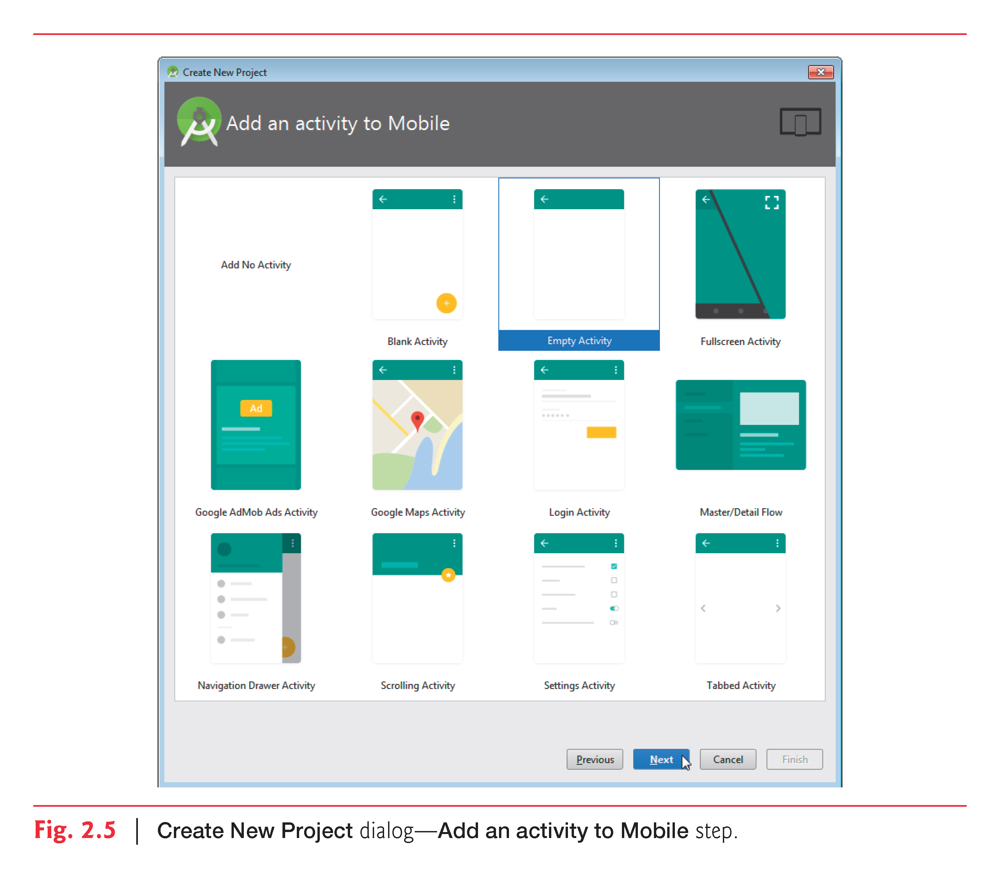 Create New Project
Add an activity to Mobile
Add No Activity
Blank Activity
Empty Activity
Fullscreen Activity
Ad
Google AdMob Ads Activity
Google Maps Activity
Login Activity
Master/Detail Flow
Navigation Drawer Activity
Scrolling Activity
Settings Activity
Tabbed Activity
Previous
Next
Cancel
Finish
Fig. 2.5 | Create New Project dialog—Add an activity to Mobile step.